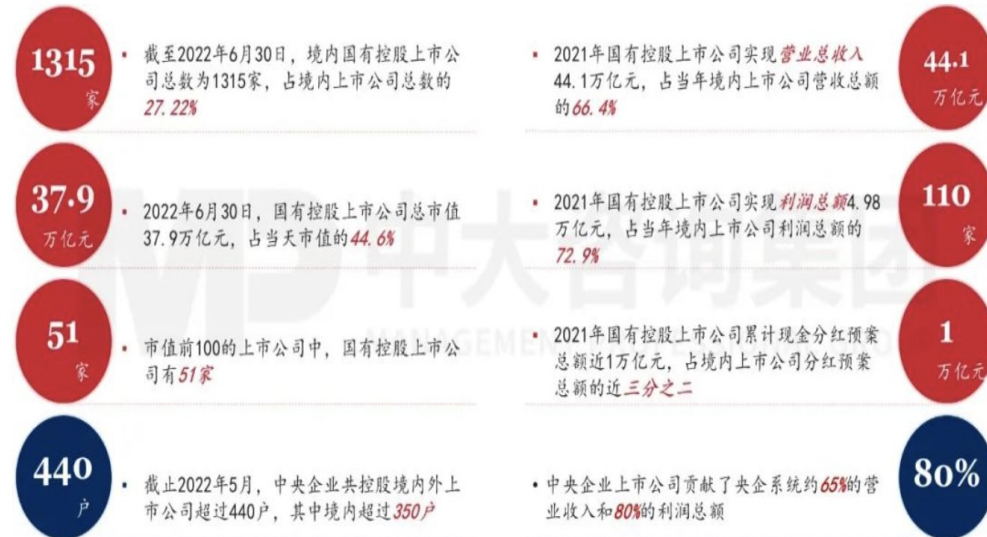 1315
家
截至2022年6月30日，境内国有控股上市公
司总数为1315家，占境内上市公司总数的
27.22%
2021年国有控股上市公司实现营业总收入
44.1万亿元，占当年境内上市公司营收总额
的66.4%
44.1
万亿元
37.9
万亿元
2022年6月30日，国有控股上市公司总市值
37.9万亿元，占当天市值的44.6%
2021年国有控股上市公司实现利润总额4.98
万亿元，占当年境内上市公司利润总额的
72.9%
110
家
中大咨询集团
51
家
市值前100的上市公司中，国有控股上市公
司有51家
2021年国有控股上市公司累计现金分红预案
总额近1万亿元，占境内上市公司分红预案
总额的近三分之二
1
万亿元
440
户
截止2022年5月，中央企业共控股境内外上
市公司超过440户，其中境内超过350户
中央企业上市公司贡献了央企系统约65%的营
业收入和80%的利润总额
80%